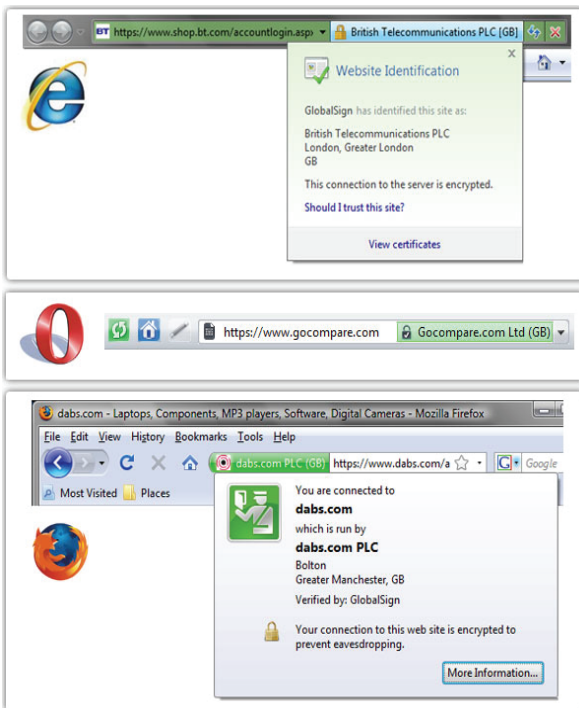 BT https://www.shop.bt.com/accountlogin.asp British Telecommunications PLC [GB]
x
Website Identification
GlobalSign has identified this site as:
British Telecommunications PLC
London, Greater London
GB
This connection to the server is encrypted.
Should I trust this site?
View certificates
https://www.gocompare.com Gocompare.com Ltd (GB)
dabs.com - Laptops, Components, MP3 players, Software, Digital Cameras - Mozilla Firefox
File Edit View History Bookmarks Tools Help
dabs.com PLC (GB) https://www.dabs.com/a G Google
Most Visited Places
You are connected to
dabs.com
which is run by
dabs.com PLC
Bolton
Greater Manchester, GB
Verified by: GlobalSign
Your connection to this web site is encrypted to
prevent eavesdropping.
More Information...